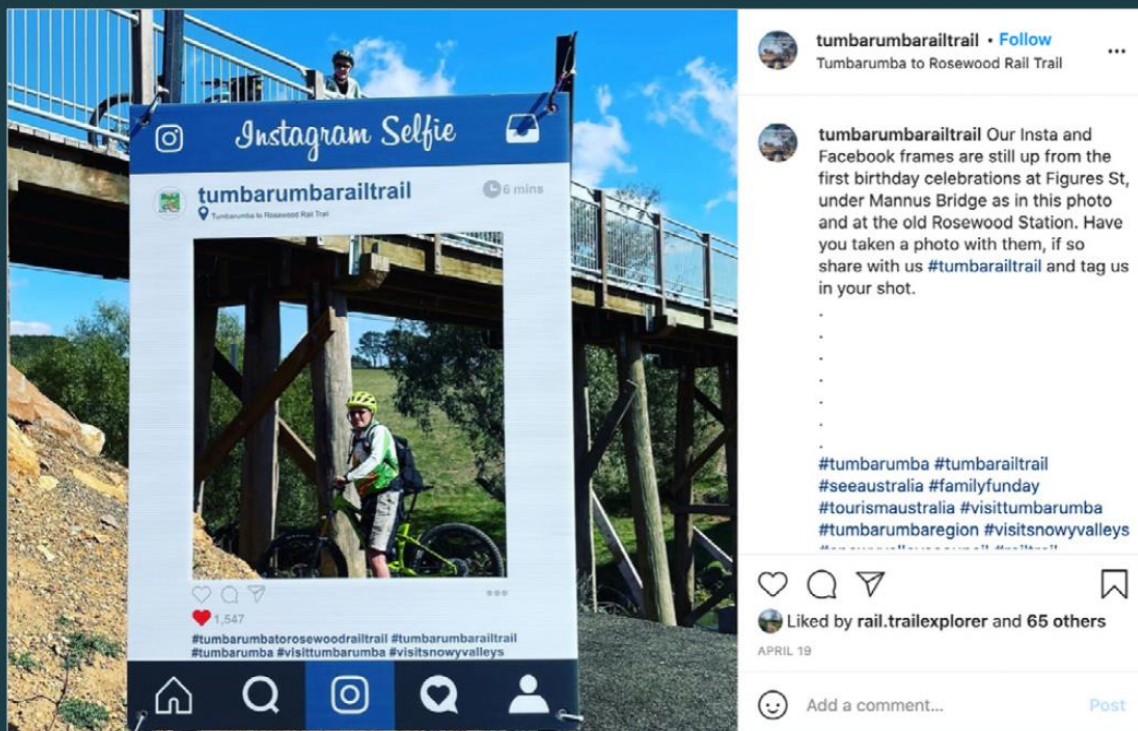 Instagram Selfie
tumbarumbarailtrail
6 mins
Tumbarumba to Rosewood Rail Trail
1,547
#tumbarumbatorosewoodrailtrail #tumbarumbarailtrail
#tumbarumba #visittumbarumba #visitsnowyvalleys
tumbarumbarailtrail • Follow
Tumbarumba to Rosewood Rail Trail
tumbarumbarailtrail Our Insta and
Facebook frames are still up from the
first birthday celebrations at Figures St,
under Mannus Bridge as in this photo
and at the old Rosewood Station. Have
you taken a photo with them, if so
share with us #tumbarailtrail and tag us
in your shot.
.
.
.
.
.
.
.
#tumbarumba #tumbarailtrail
#seeaustralia #familyfunday
#tourismaustralia #visittumbarumba
#tumbarumbaregion #visitsnowyvalleys
Liked by rail.trailexplorer and 65 others
APRIL 19
Add a comment...
Post